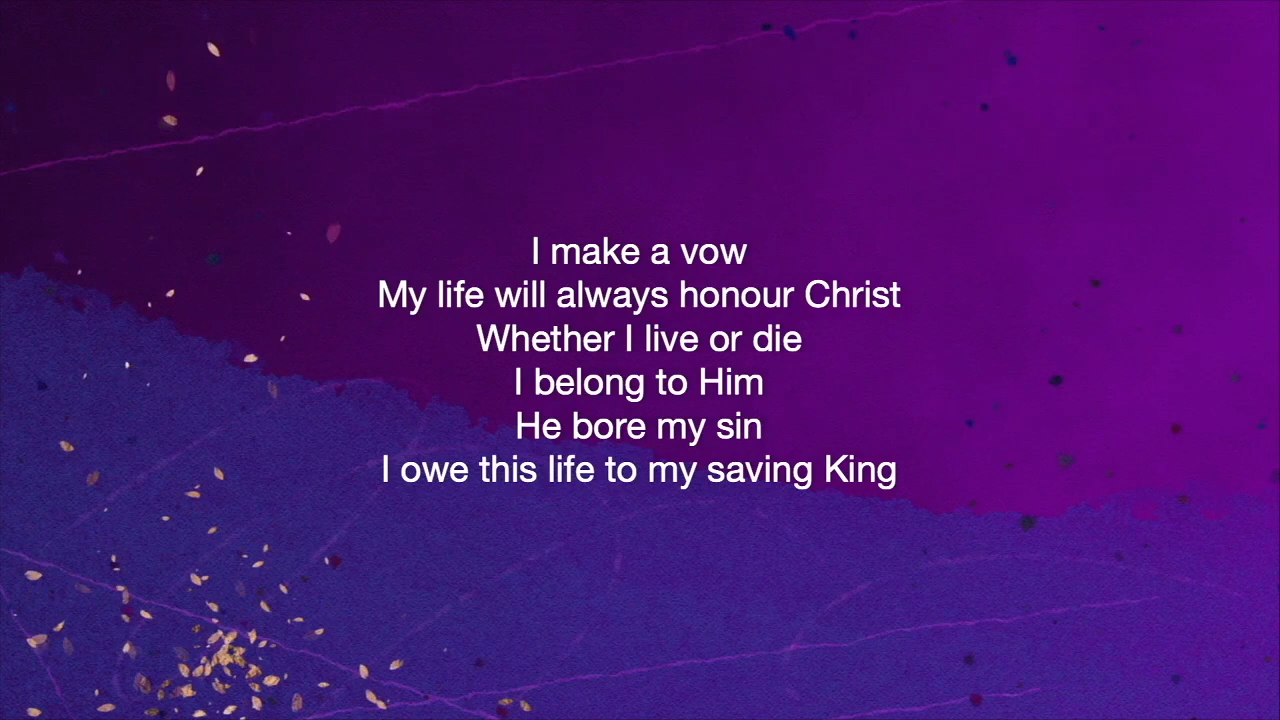 I make a vow
My life will always honour Christ
Whether I live or die
I belong to Him
He bore my sin
I owe this life to my saving King